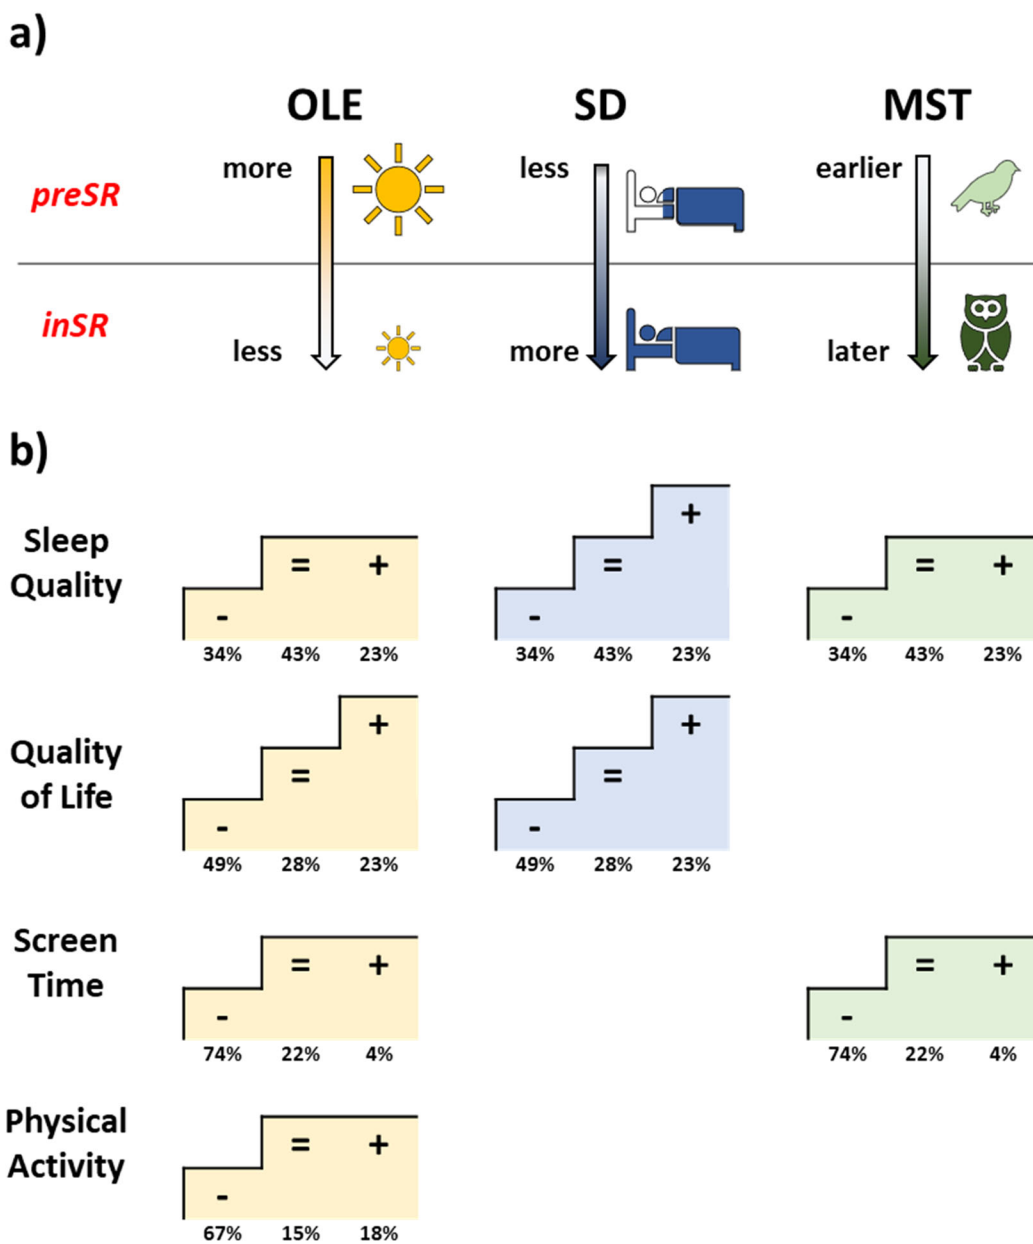 a)
OLE SD MST
more less earlier
preSR
inSR
less more later
b)
Sleep
Quality
+
= + = = +
- - -
34% 43% 23% 34% 43% 23% 34% 43% 23%
Quality
of Life
+ +
= =
- -
49% 28% 23% 49% 28% 23%
Screen
Time
= + = +
- -
74% 22% 4% 74% 22% 4%
Physical
Activity
= +
-
67% 15% 18%